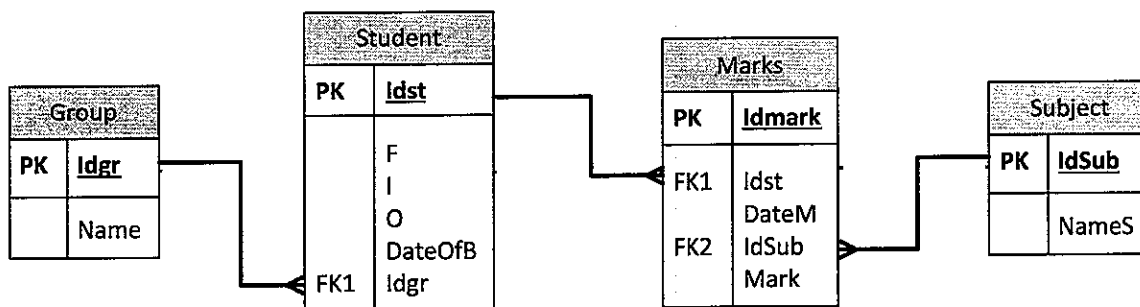 Group
PK Idgr
Name
Student
PK Idst
F
I
O
DateOfB
FK1 Idgr
Marks
PK Idmark
FK1 Idst
DateM
FK2 IdSub
Mark
Subject
PK IdSub
NameS